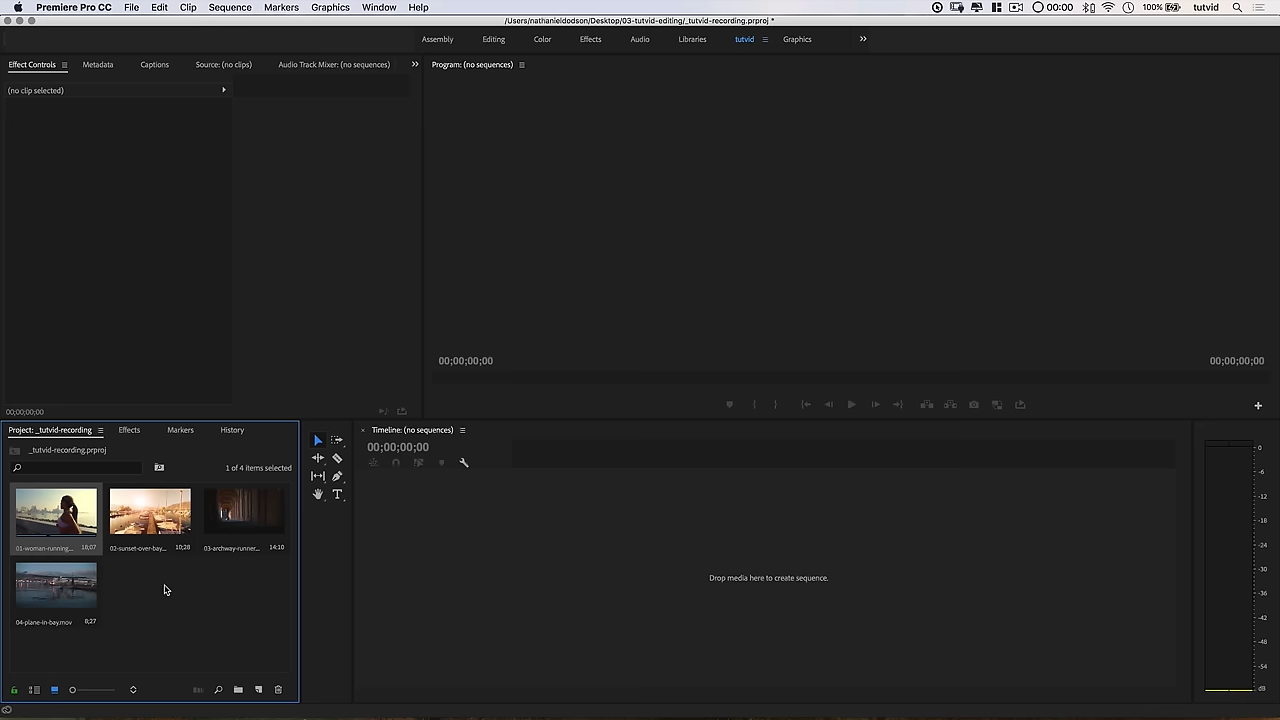 Premiere Pro CC File Edit Clip Sequence Markers Graphics Window Help 00:00 100% tutvid
/Users/nathanieldodson/Desktop/03-tutvid-editing/_tutvid-recording.prproj *
Assembly Editing Color Effects Audio Libraries tutvid Graphics
Effect Controls Metadata Captions Source: (no clips) Audio Track Mixer: (no sequences) Program: (no sequences)
(no clip selected)
00;00;00;00 00;00;00;00
00;00;00;00
Project: _tutvid-recording Effects Markers History Timeline: (no sequences)
_tutvid-recording.prproj 00;00;00;00
1 of 4 items selected
01-woman-running... 18;07 02-sunset-over-bay... 10;28 03-archway-runner... 14:10
04-plane-in-bay.mov 8;27
Drop media here to create sequence.
0
-6
-12
-18
-24
-30
-36
-42
-48
-54
dB